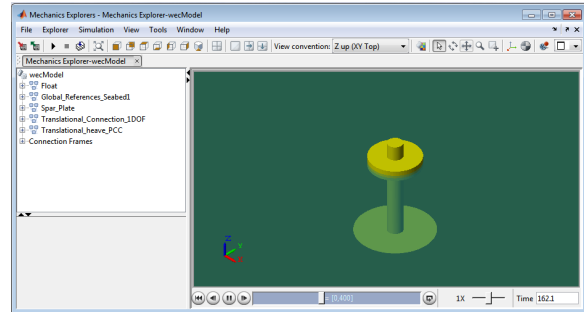 Mechanics Explorers - Mechanics Explorer-wecModel
File Explorer Simulation View Tools Window Help
View convention: Z up (XY Top)
Mechanics Explorer-wecModel
wecModel
Float
Global_References_Seabed1
Spar_Plate
Translational_Connection_1DOF
Translational_heave_PCC
Connection Frames
Z
Y
X
[0,400]
1X
Time 162.1